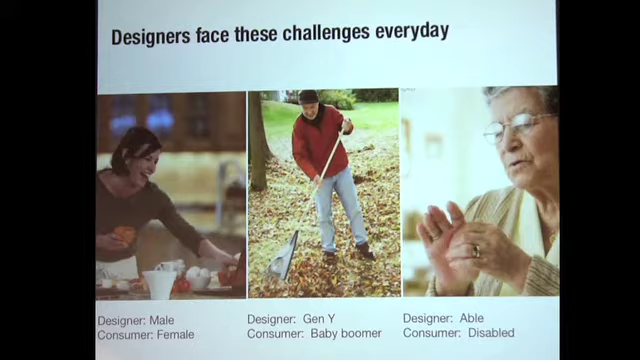 Designers face these challenges everyday
Designer: Male
Consumer: Female
Designer: Gen Y
Consumer: Baby boomer
Designer: Able
Consumer: Disabled